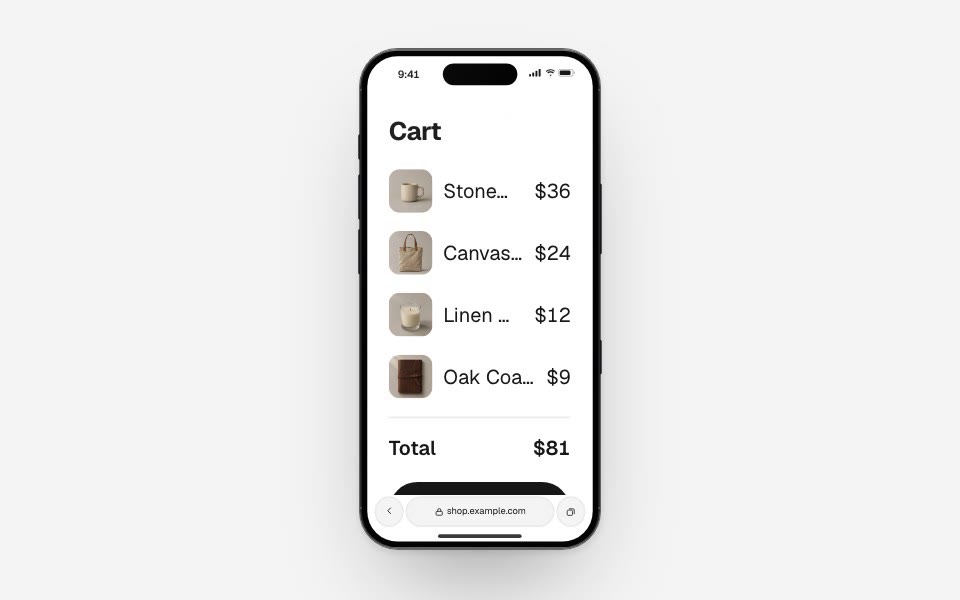 9:41
Cart
Stone... $36
Canvas... $24
Linen ... $12
Oak Coa... $9
Total $81
shop.example.com